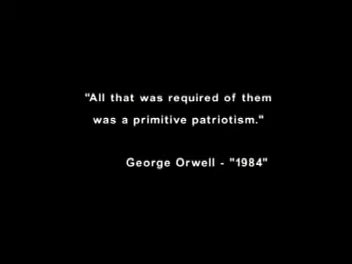 "All that was required of them
was a primitive patriotism."
George Orwell - "1984"